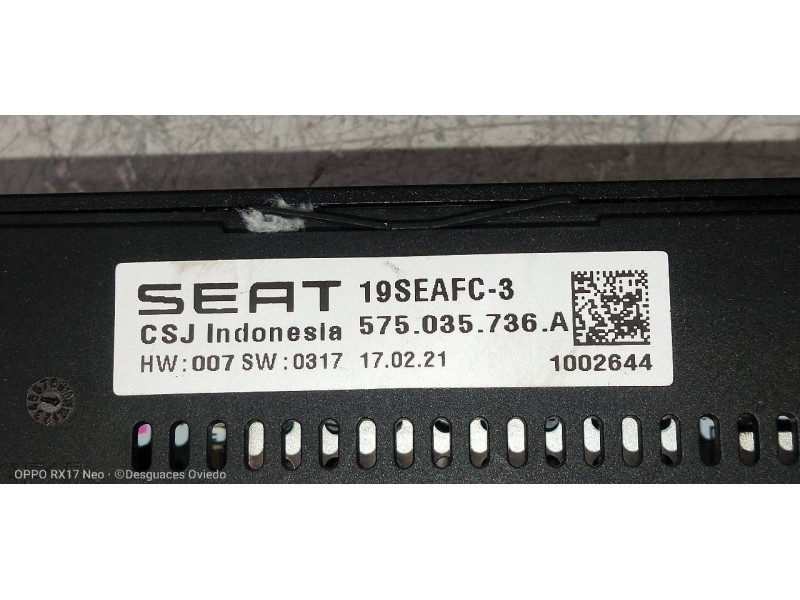 SEAT 19SEAFC-3
CSJ Indonesia 575.035.736.A
HW:007 SW:0317 17.02.21 1002644
OPPO RX17 Neo · ©Desguaces Oviedo